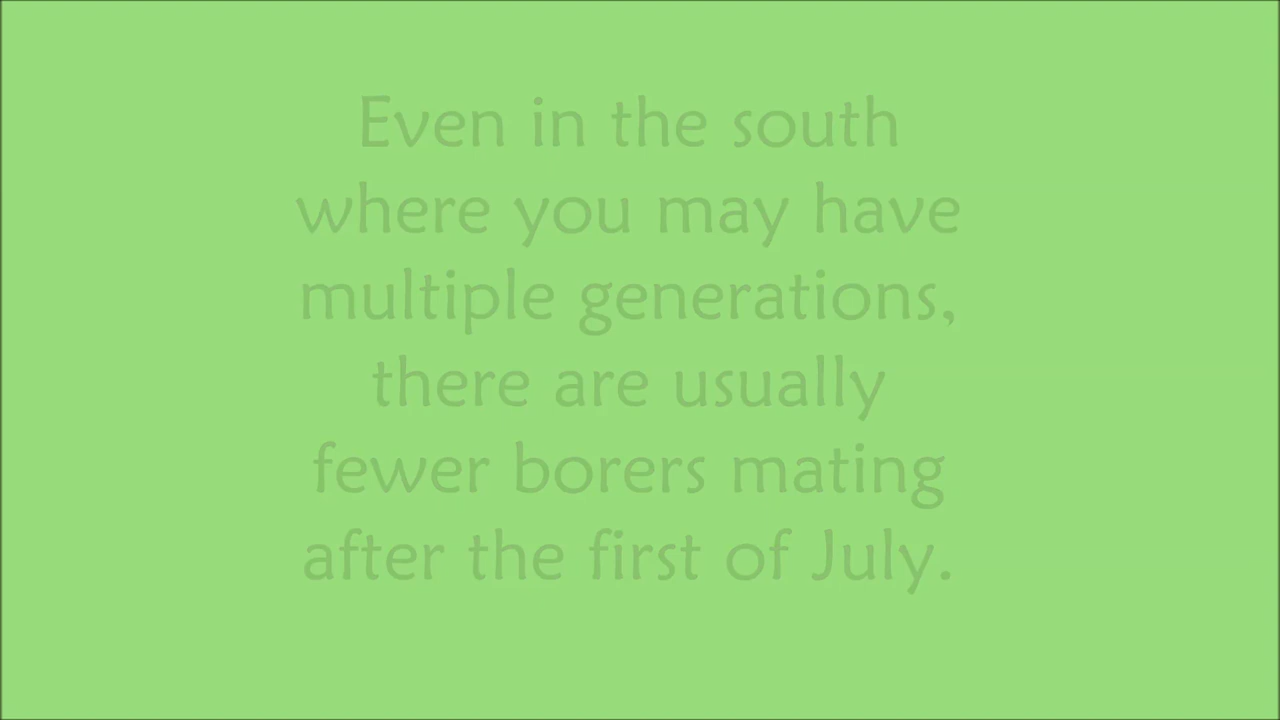 Even in the south
where you may have
multiple generations,
there are usually
fewer borers mating
after the first of July.